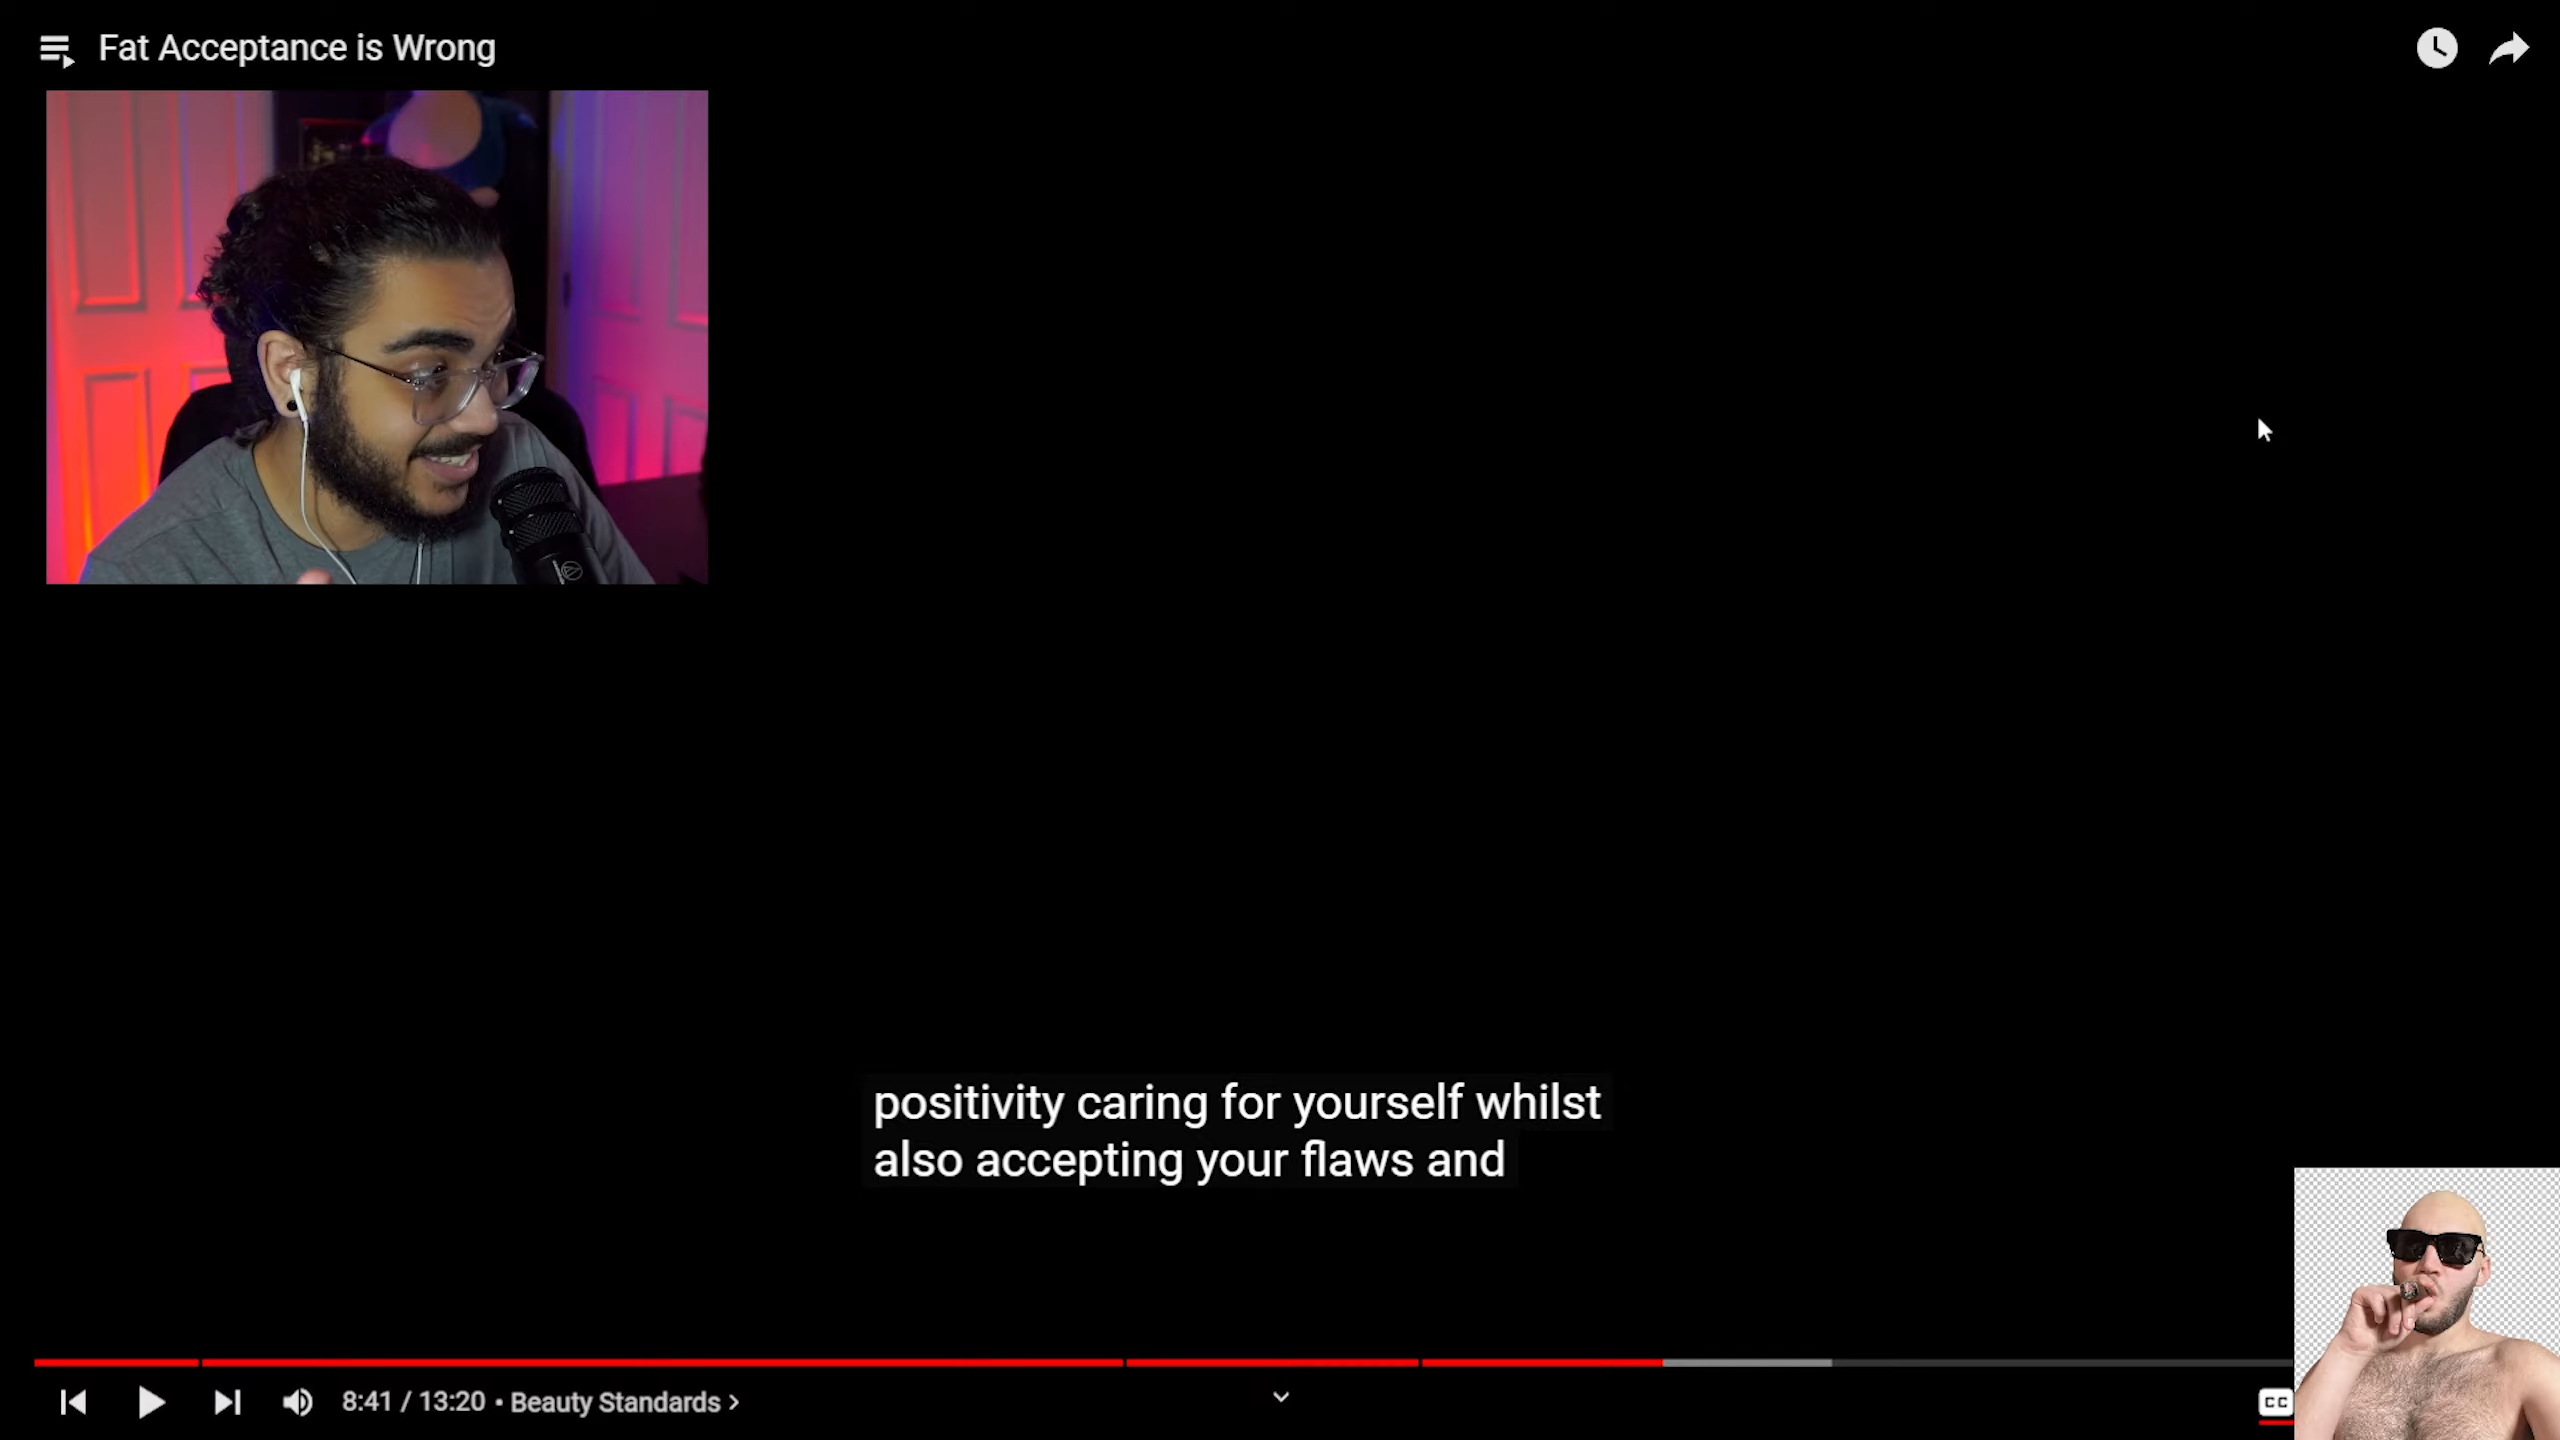 Fat Acceptance is Wrong
positivity caring for yourself whilst
also accepting your flaws and
8:41 / 13:20 • Beauty Standards >
CC